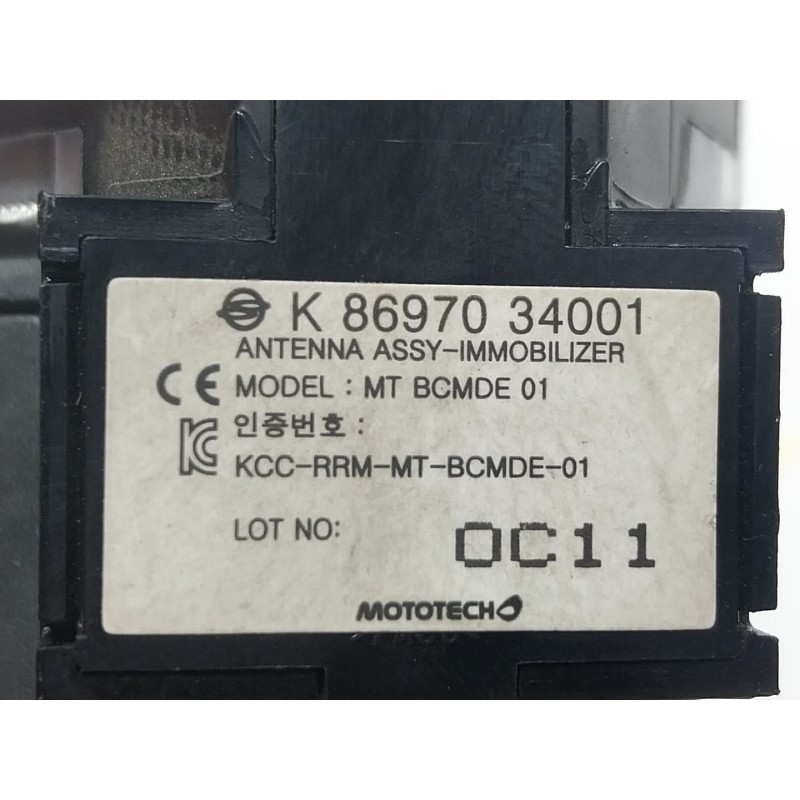 K 86970 34001
ANTENNA ASSY-IMMOBILIZER
CE MODEL : MT BCMDE 01
인증번호 :
KCC-RRM-MT-BCMDE-01
LOT NO: 0C11
MOTOTECH